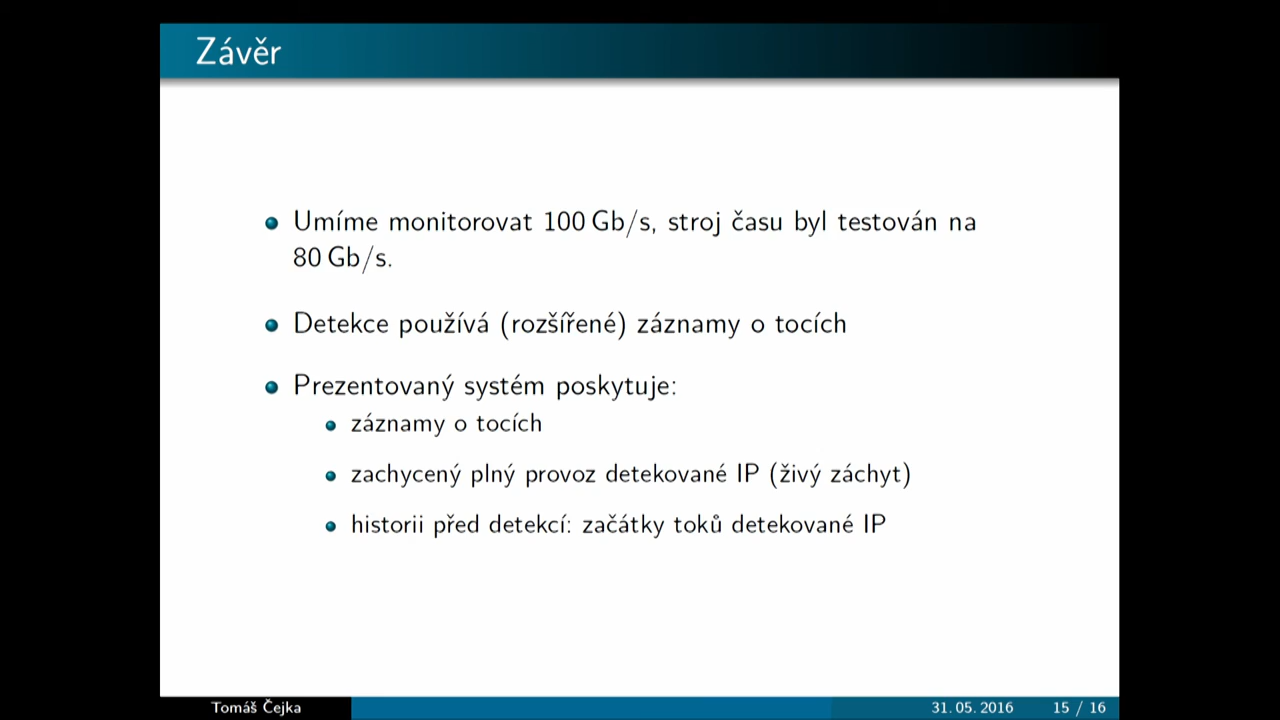 Závěr
Umíme monitorovat 100 Gb/s, stroj času byl testován na
80 Gb/s.
Detekce používá (rozšířené) záznamy o tocích
Prezentovaný systém poskytuje:
záznamy o tocích
zachycený plný provoz detekované IP (živý záchyt)
historii před detekcí: začátky toků detekované IP
Tomáš Čejka 31. 05. 2016 15 / 16